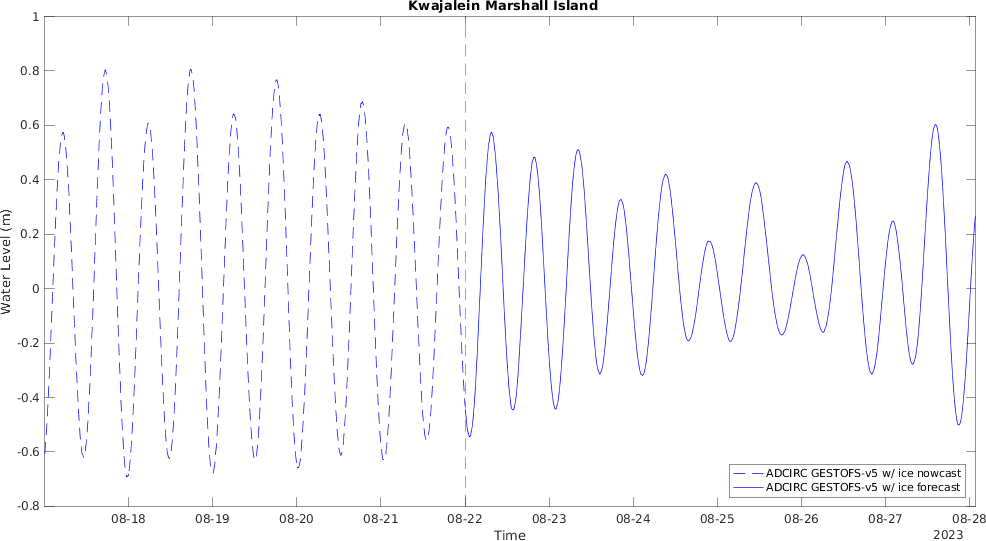 Kwajalein Marshall Island
1
0.8
0.6
0.4
0.2
0
-0.2
-0.4
-0.6
-0.8
Water Level (m)
ADCIRC GESTOFS-v5 w/ ice nowcast
ADCIRC GESTOFS-v5 w/ ice forecast
08-18 08-19 08-20 08-21 08-22 08-23 08-24 08-25 08-26 08-27 08-28
Time
2023